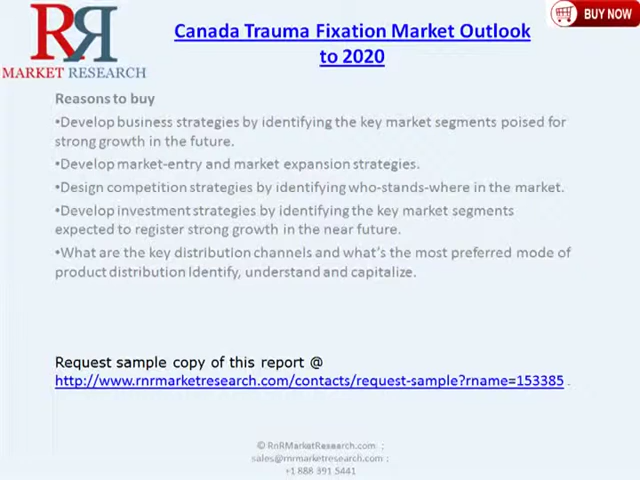 RR
MARKET RESEARCH
Canada Trauma Fixation Market Outlook
to 2020
BUY NOW
Reasons to buy
•Develop business strategies by identifying the key market segments poised for
strong growth in the future.
•Develop market-entry and market expansion strategies.
•Design competition strategies by identifying who-stands-where in the market.
•Develop investment strategies by identifying the key market segments
expected to register strong growth in the near future.
•What are the key distribution channels and what's the most preferred mode of
product distribution Identify, understand and capitalize.
Request sample copy of this report @
http://www.rnrmarketresearch.com/contacts/request-sample?rname=153385 .
© RnRMarketResearch.com ;
sales@rnrmarketresearch.com ;
+1 888 391 5441